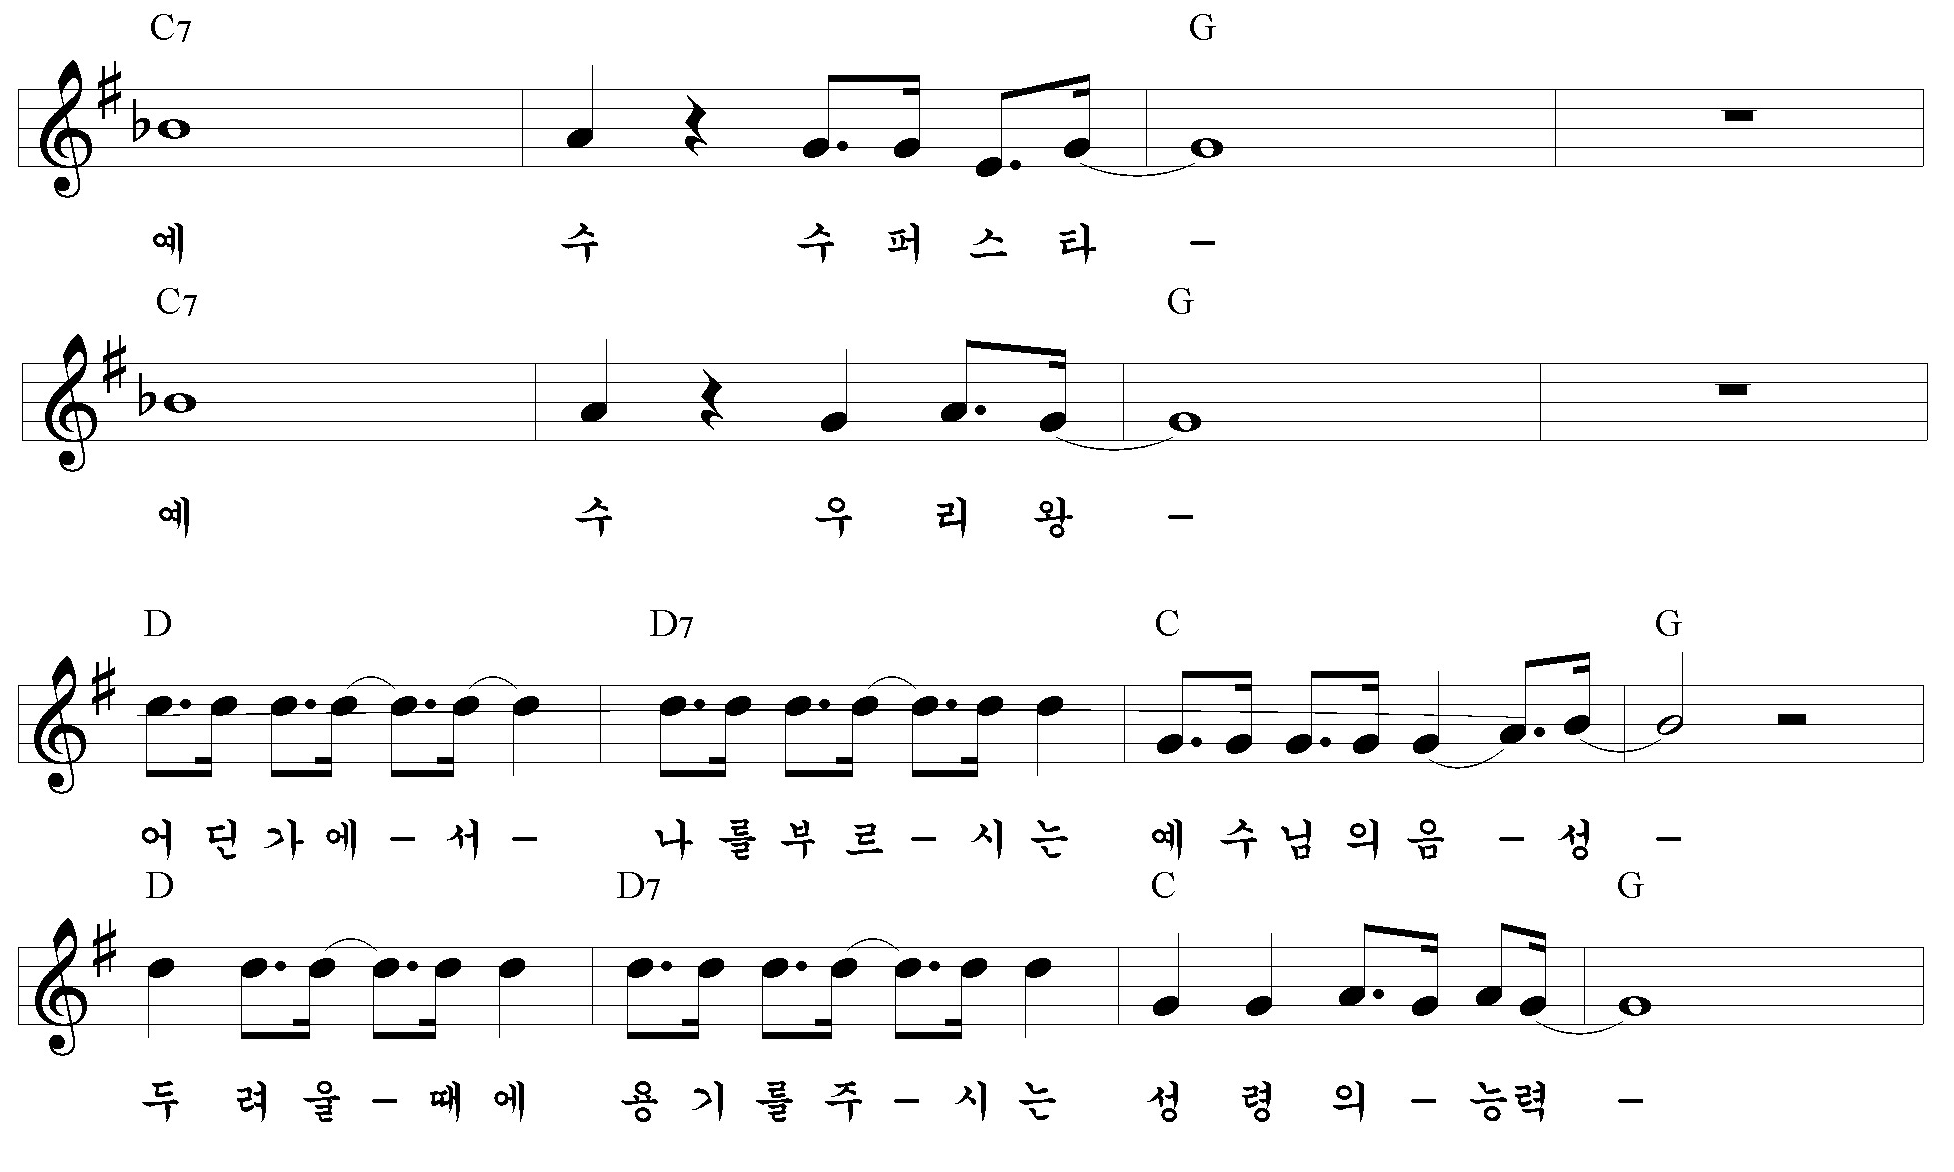 C7 G
예 수 수 퍼 스 타 -
C7 G
예 수 우 리 왕 -
D D7 C G
어 딘 가 에 - 서 - 나 를 부 르 - 시 는 예 수 님 의 음 - 성 -
D D7 C G
두 려 울 - 때 에 용 기 를 주 - 시 는 성 령 의 - 능력 -